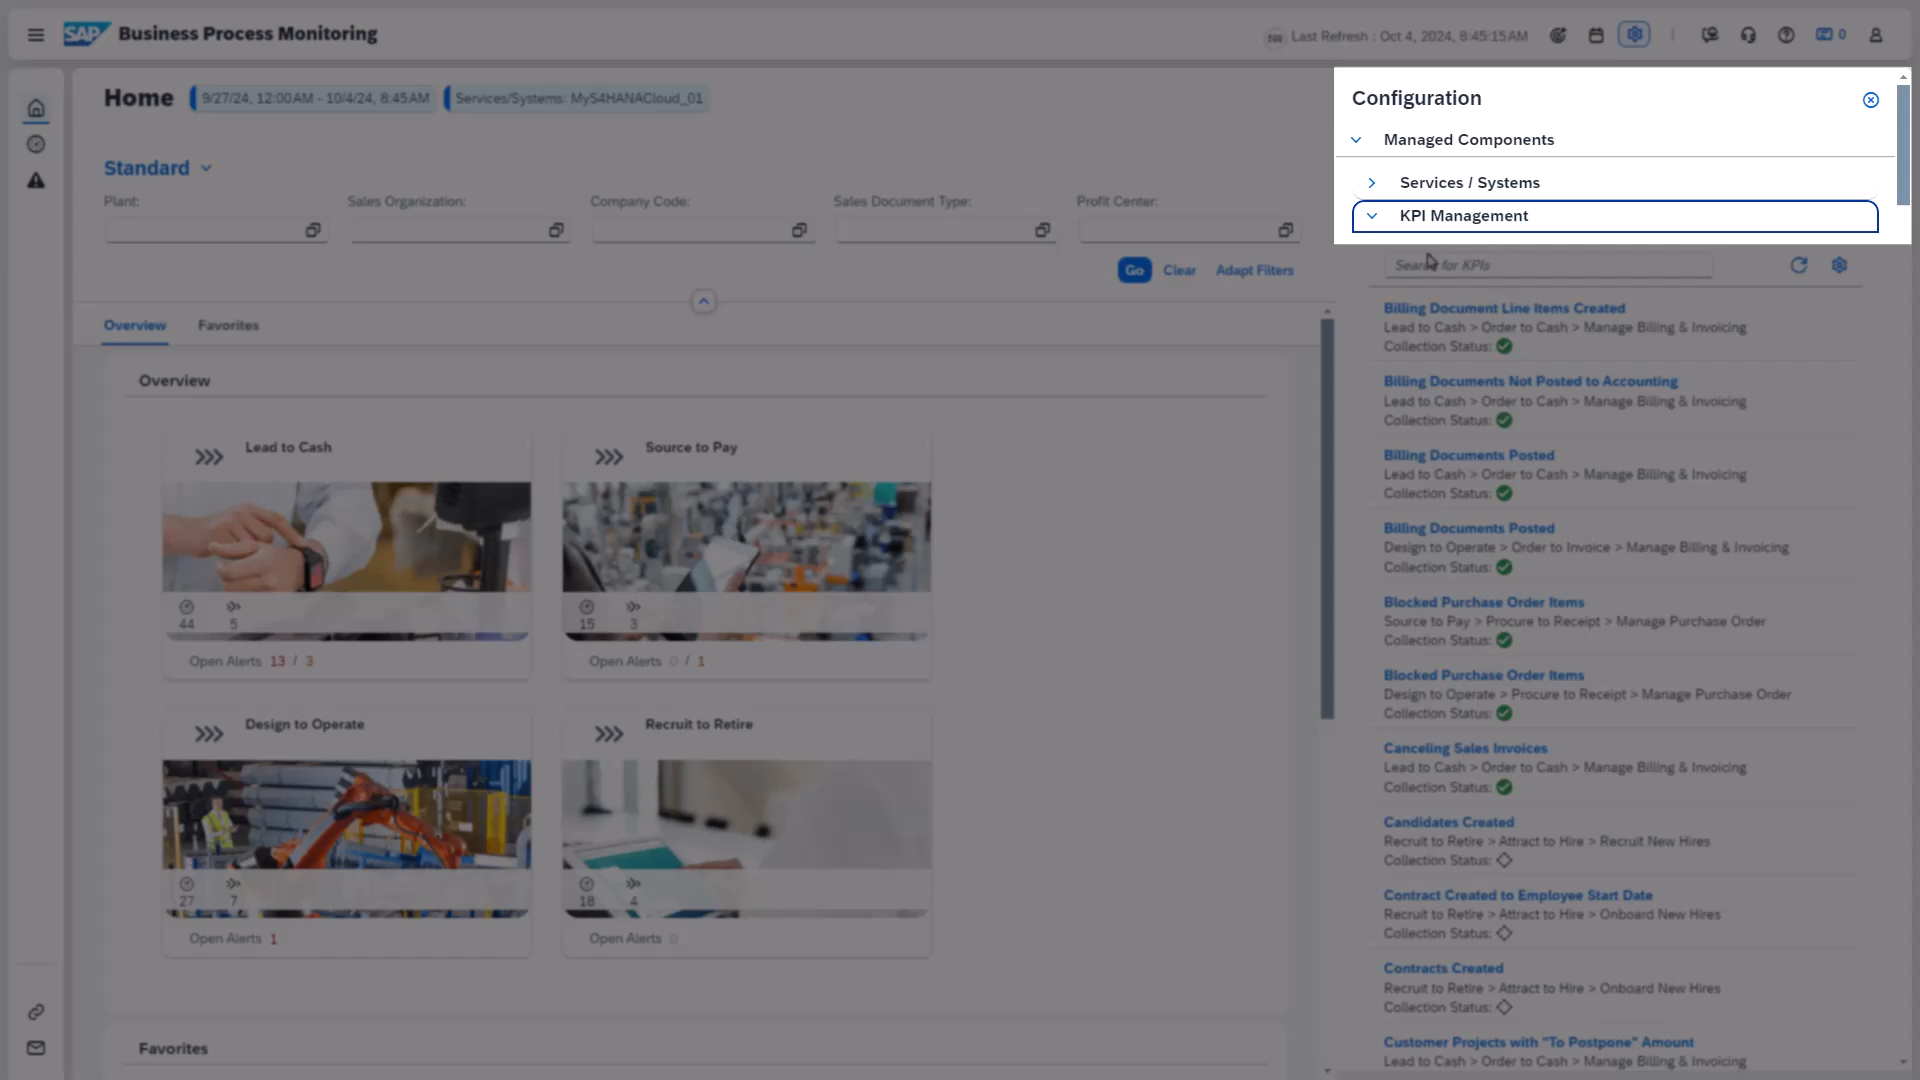 SAP Business Process Monitoring
Last Refresh : Oct 4, 2024, 8:45:15 AM
0
Home
9/27/24, 12:00 AM - 10/4/24, 8:45 AM
Services/Systems: MyS4HANACloud_01
Standard
Plant:
Sales Organization:
Company Code:
Sales Document Type:
Profit Center:
Go
Clear
Adapt Filters
Overview
Favorites
Overview
Lead to Cash
44
5
Open Alerts 13 / 3
Source to Pay
15
3
Open Alerts 0 / 1
Design to Operate
27
7
Open Alerts 1
Recruit to Retire
18
4
Open Alerts
Favorites
Configuration
Managed Components
Services / Systems
KPI Management
Search for KPIs
Billing Document Line Items Created
Lead to Cash > Order to Cash > Manage Billing & Invoicing
Collection Status:
Billing Documents Not Posted to Accounting
Lead to Cash > Order to Cash > Manage Billing & Invoicing
Collection Status:
Billing Documents Posted
Lead to Cash > Order to Cash > Manage Billing & Invoicing
Collection Status:
Billing Documents Posted
Design to Operate > Order to Invoice > Manage Billing & Invoicing
Collection Status:
Blocked Purchase Order Items
Source to Pay > Procure to Receipt > Manage Purchase Order
Collection Status:
Blocked Purchase Order Items
Design to Operate > Procure to Receipt > Manage Purchase Order
Collection Status:
Canceling Sales Invoices
Lead to Cash > Order to Cash > Manage Billing & Invoicing
Collection Status:
Candidates Created
Recruit to Retire > Attract to Hire > Recruit New Hires
Collection Status:
Contract Created to Employee Start Date
Recruit to Retire > Attract to Hire > Onboard New Hires
Collection Status:
Contracts Created
Recruit to Retire > Attract to Hire > Onboard New Hires
Collection Status:
Customer Projects with "To Postpone" Amount
Lead to Cash > Order to Cash > Manage Billing & Invoicing